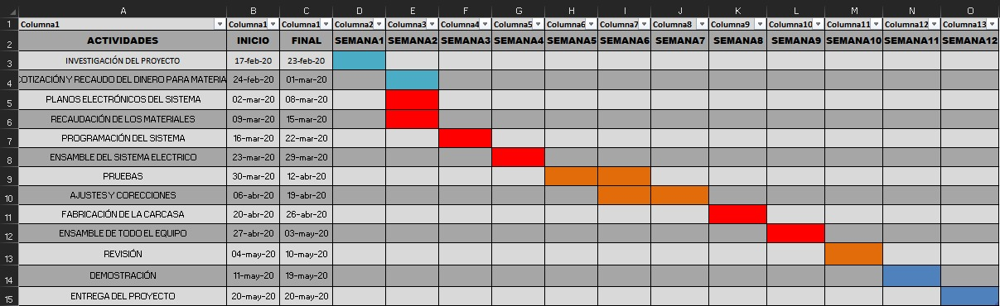 A B C D E F G H I J K L M N O
1 Columna1 Columna1 Columna1 Columna2 Columna3 Columna4 Columna5 Columna6 Columna7 Columna8 Columna9 Columna10 Columna11 Columna12 Columna13
2 ACTIVIDADES INICIO FINAL SEMANA1 SEMANA2 SEMANA3 SEMANA4 SEMANA5 SEMANA6 SEMANA7 SEMANA8 SEMANA9 SEMANA10 SEMANA11 SEMANA12
3 INVESTIGACIÓN DEL PROYECTO 17-feb-20 23-feb-20
4 COTIZACIÓN Y RECAUDO DEL DINERO PARA MATERIA 24-feb-20 01-mar-20
5 PLANOS ELECTRÓNICOS DEL SISTEMA 02-mar-20 08-mar-20
6 RECAUDACIÓN DE LOS MATERIALES 09-mar-20 15-mar-20
7 PROGRAMACIÓN DEL SISTEMA 16-mar-20 22-mar-20
8 ENSAMBLE DEL SISTEMA ELECTRICO 23-mar-20 29-mar-20
9 PRUEBAS 30-mar-20 12-abr-20
10 AJUSTES Y CORECCIONES 06-abr-20 19-abr-20
11 FABRICACIÓN DE LA CARCASA 20-abr-20 26-abr-20
12 ENSAMBLE DE TODO EL EQUIPO 27-abr-20 03-may-20
13 REVISIÓN 04-may-20 10-may-20
14 DEMOSTRACIÓN 11-may-20 19-may-20
15 ENTREGA DEL PROYECTO 20-may-20 20-may-20